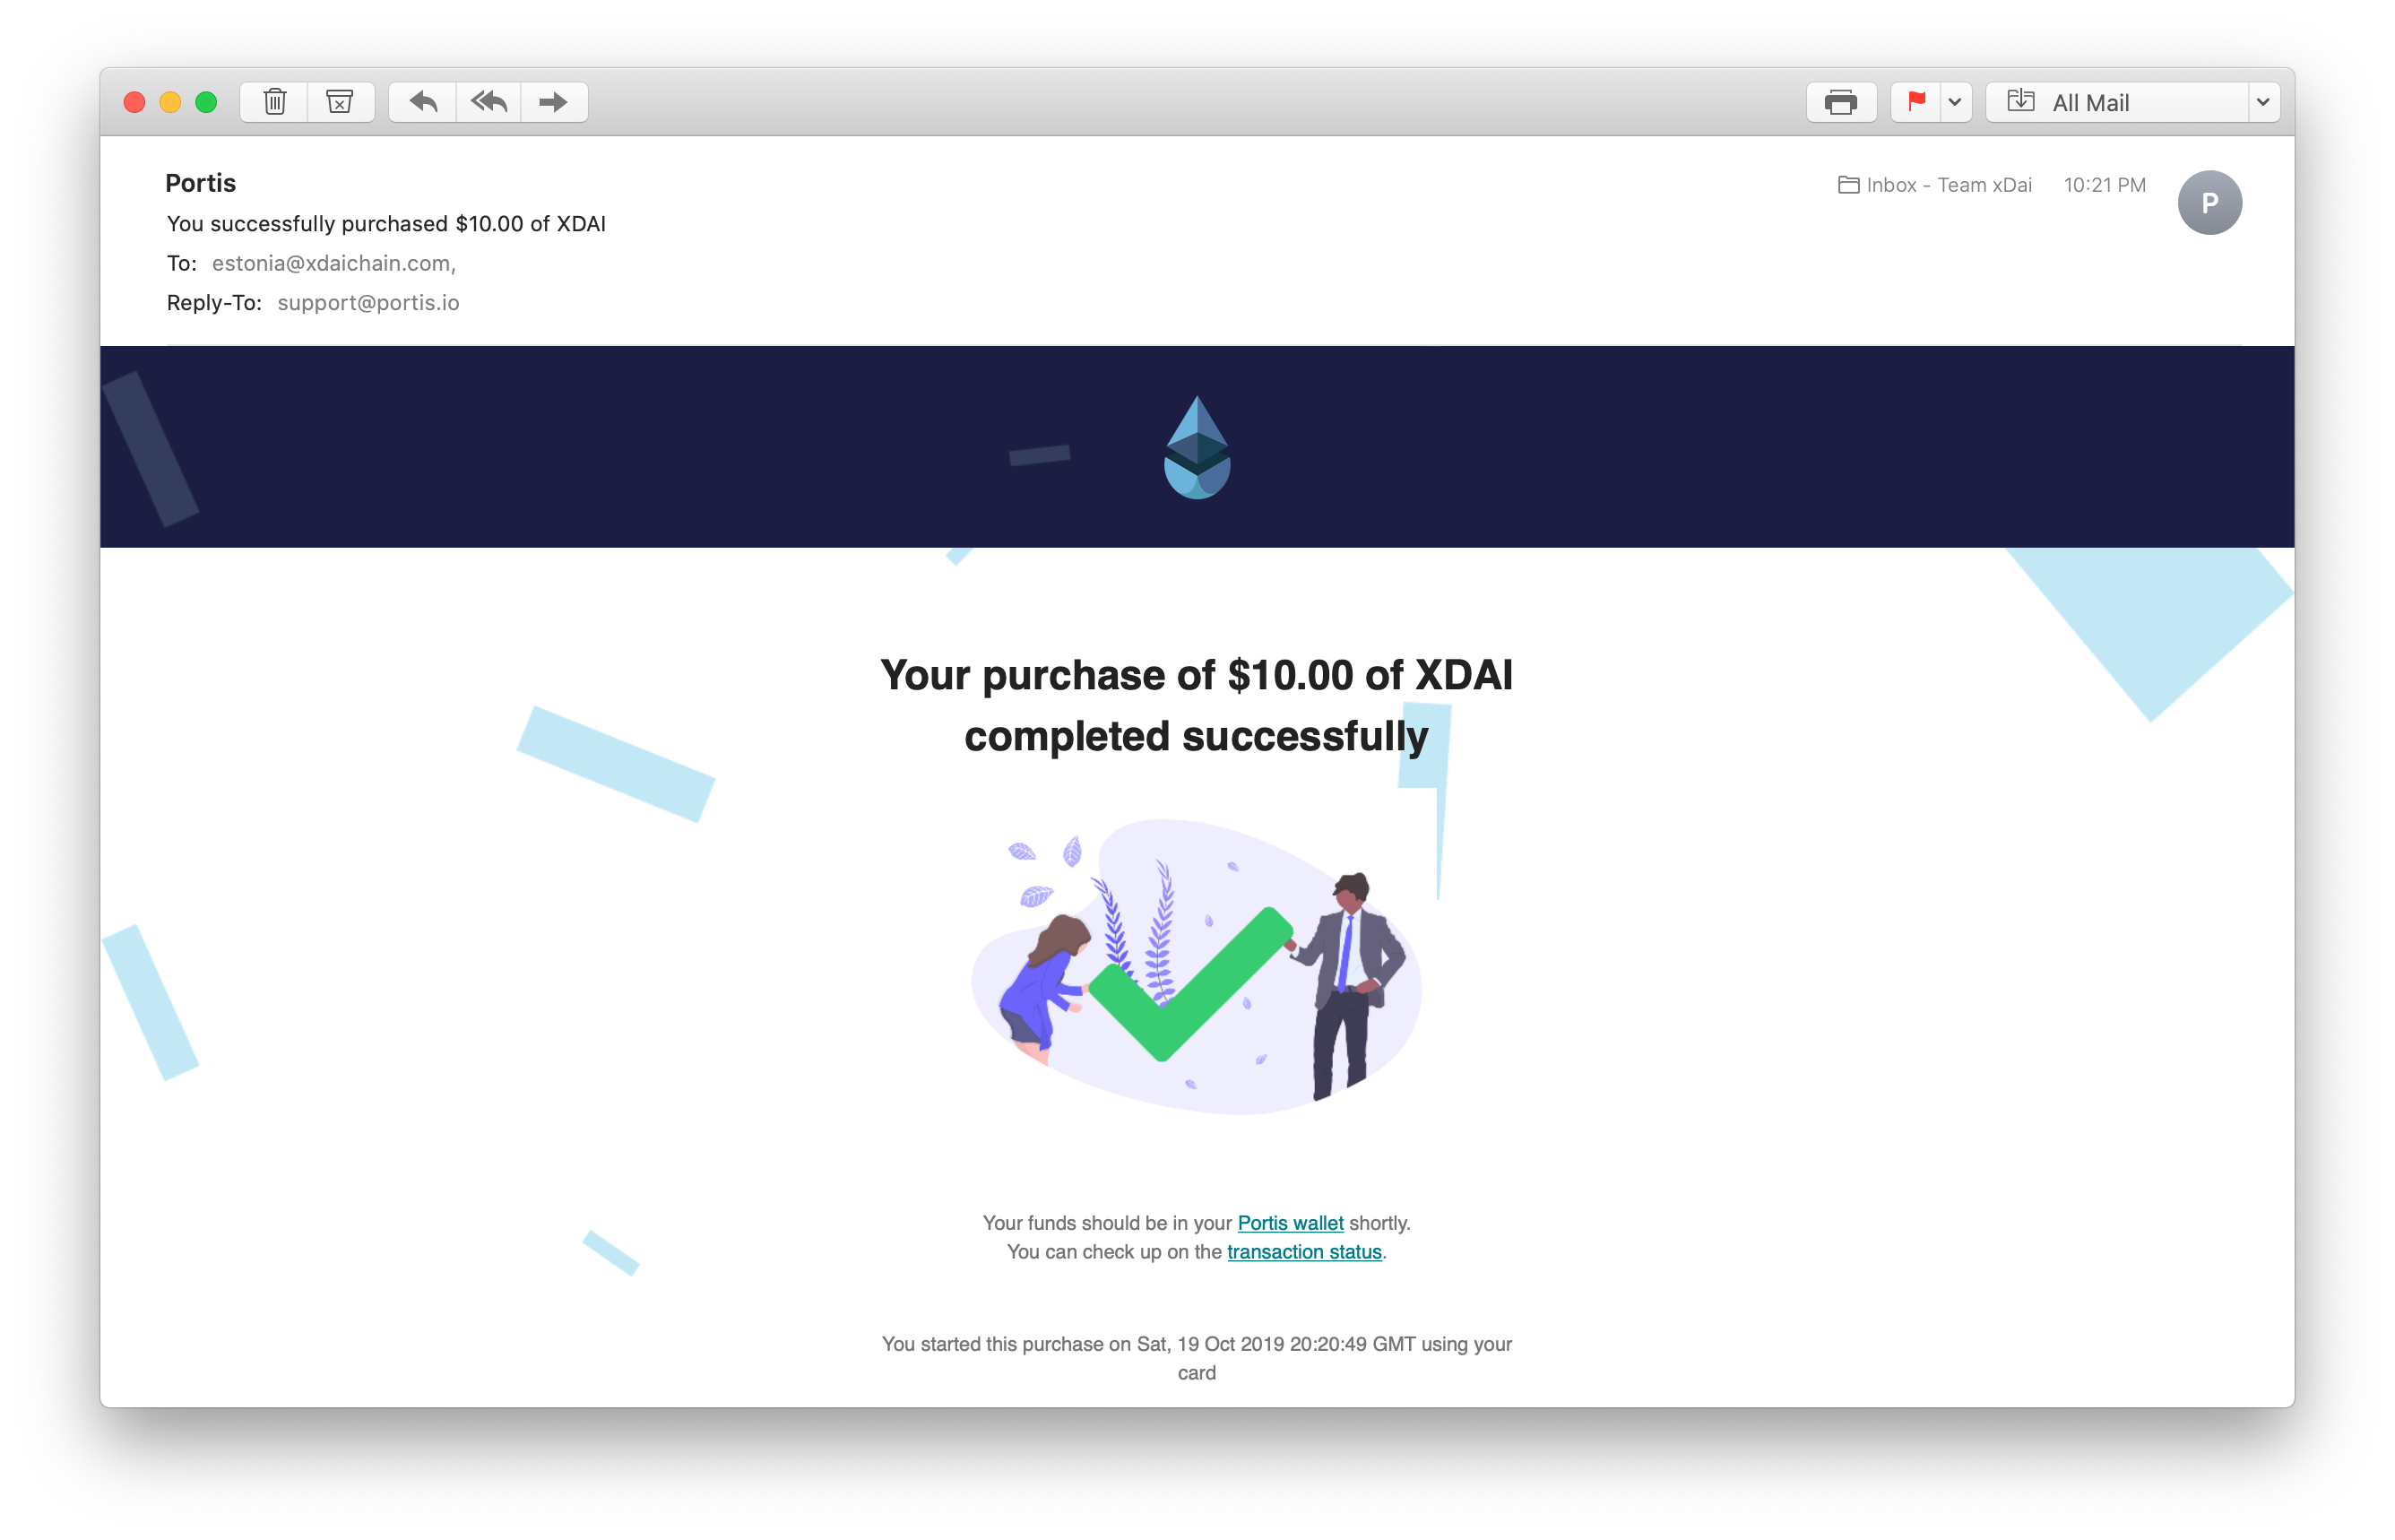 All Mail
Portis
Inbox - Team xDai
10:21 PM
P
You successfully purchased $10.00 of XDAI
To: estonia@xdaichain.com,
Reply-To: support@portis.io
Your purchase of $10.00 of XDAI
completed successfully
Your funds should be in your Portis wallet shortly.
You can check up on the transaction status.
You started this purchase on Sat, 19 Oct 2019 20:20:49 GMT using your
card